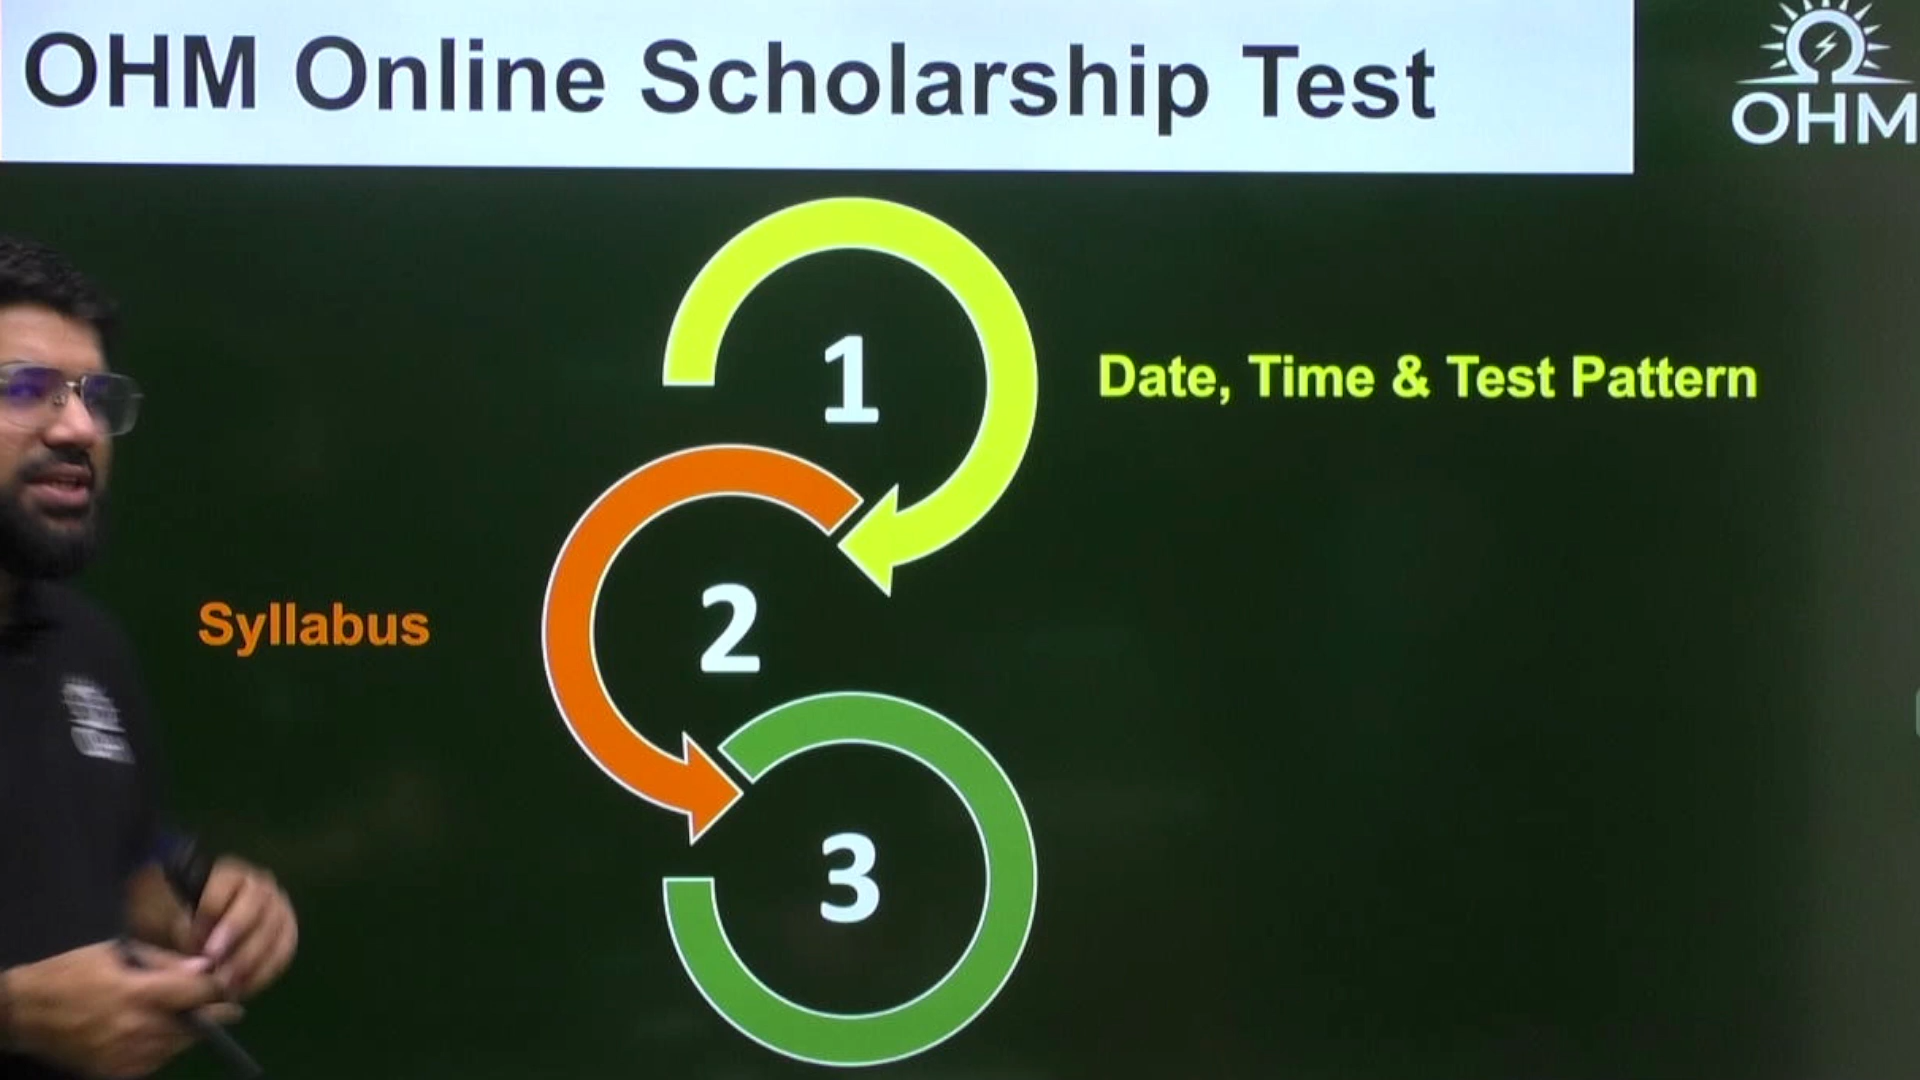 OHM Online Scholarship Test
OHM
1
Date, Time & Test Pattern
2
Syllabus
3